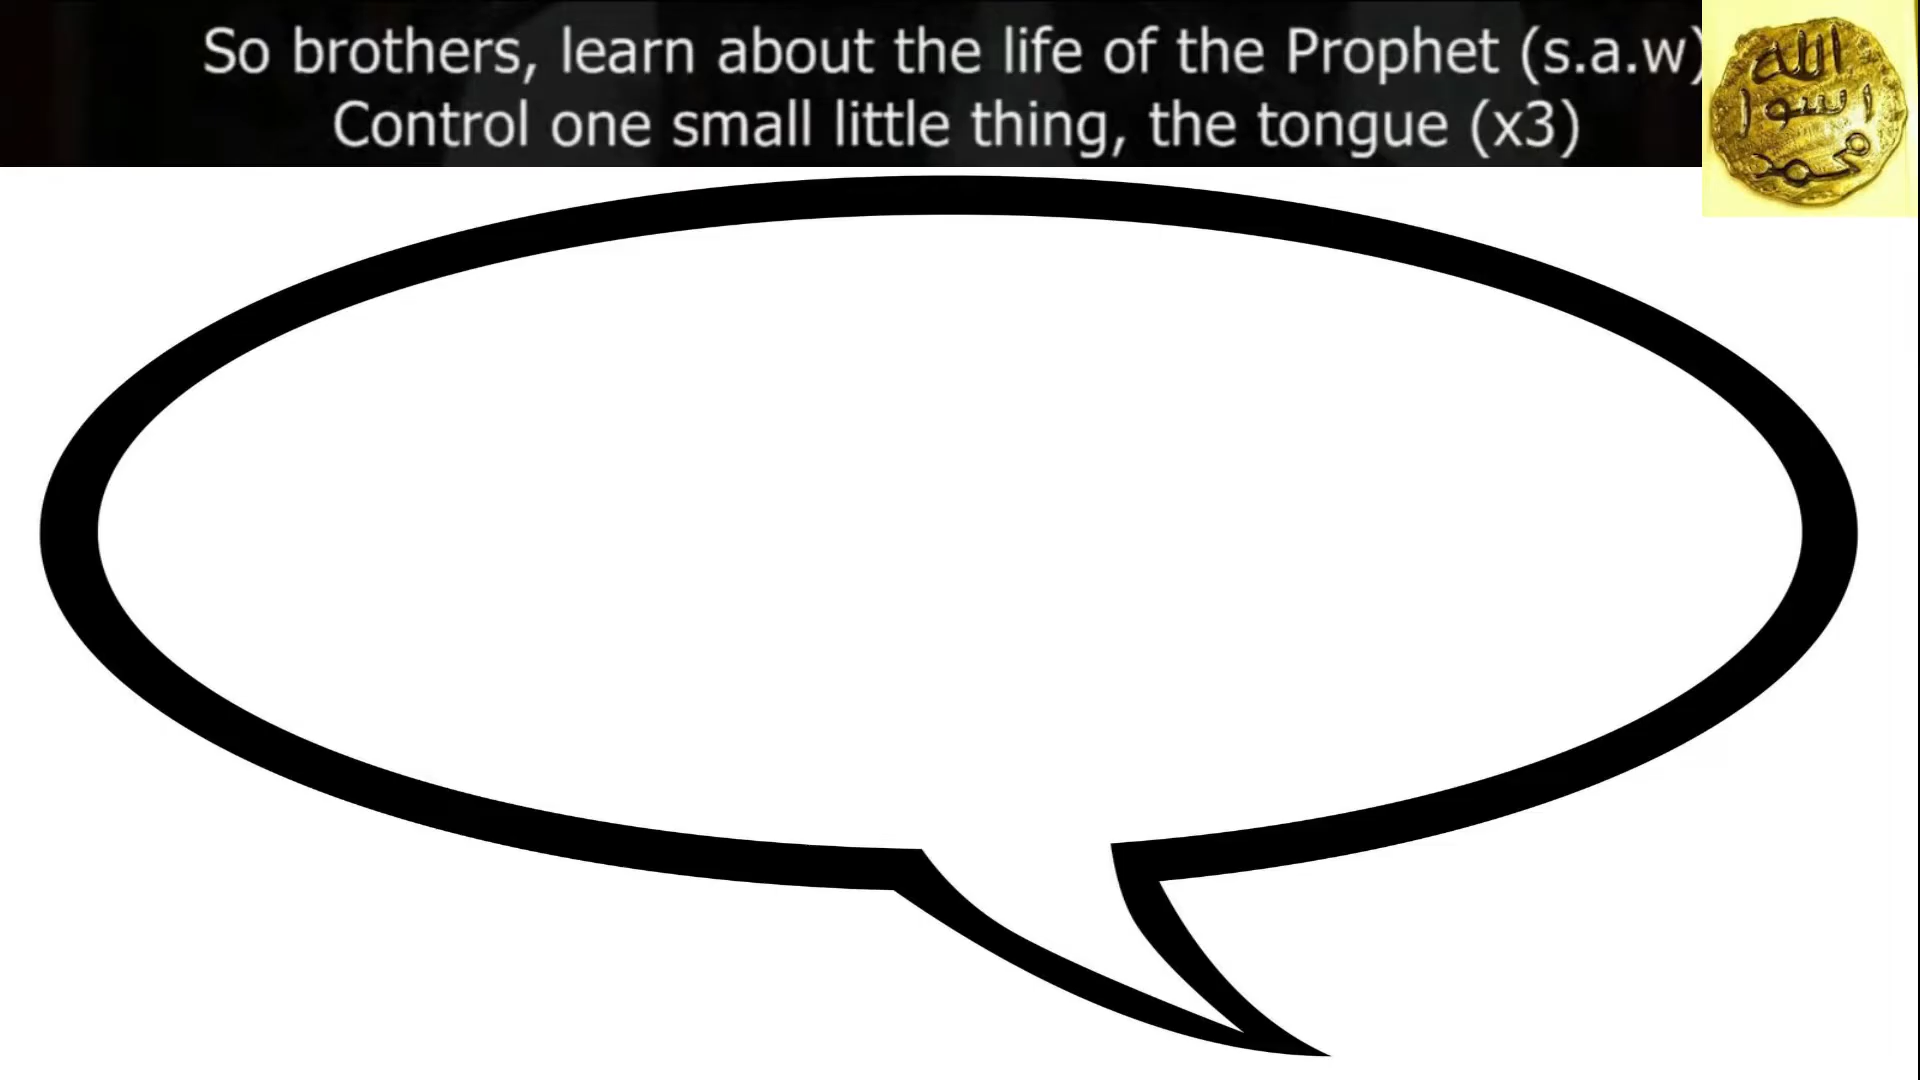 So brothers, learn about the life of the Prophet (s.a.w)
Control one small little thing, the tongue (x3)
الله
رسول
محمد